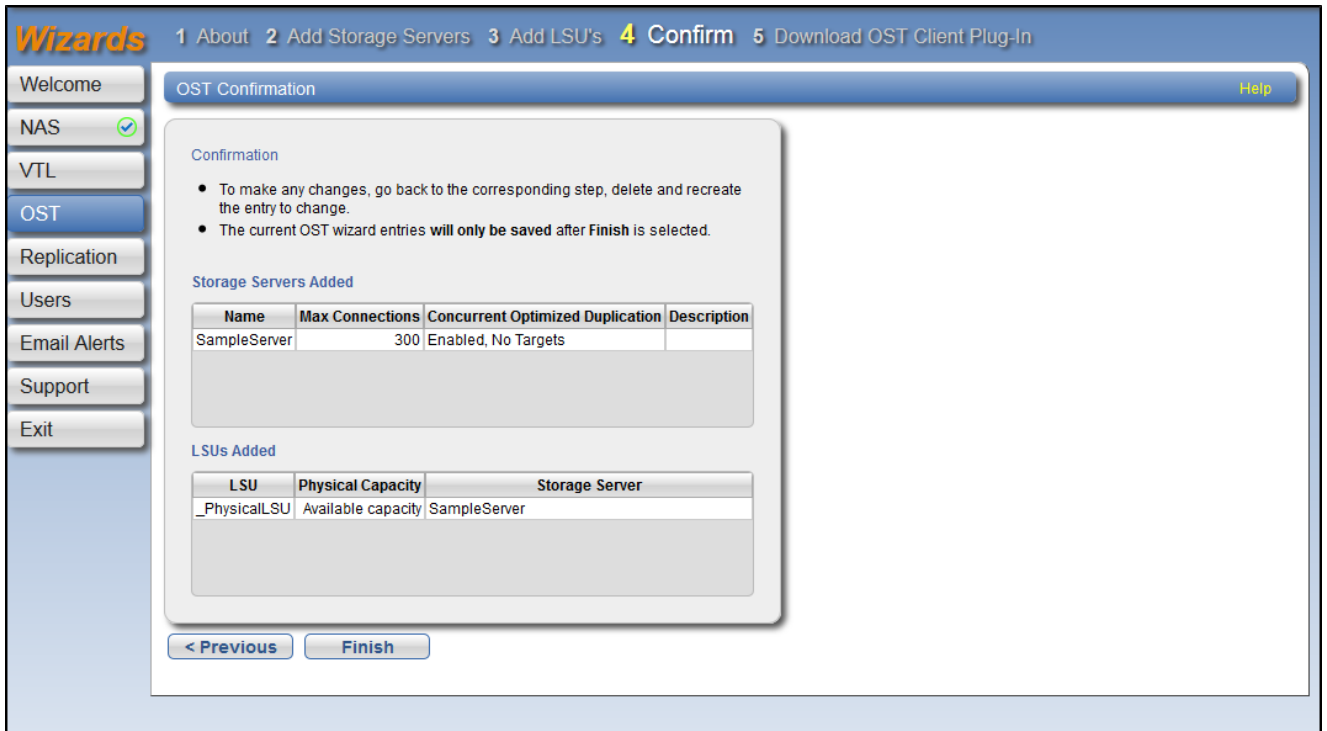 Wizards 1 About 2 Add Storage Servers 3 Add LSU's 4 Confirm 5 Download OST Client Plug-In
Welcome
NAS
VTL
OST
Replication
Users
Email Alerts
Support
Exit
OST Confirmation Help
Confirmation
• To make any changes, go back to the corresponding step, delete and recreate
the entry to change.
• The current OST wizard entries will only be saved after Finish is selected.
Storage Servers Added
Name Max Connections Concurrent Optimized Duplication Description
SampleServer 300 Enabled, No Targets
LSUs Added
LSU Physical Capacity Storage Server
_PhysicalLSU Available capacity SampleServer
< Previous Finish